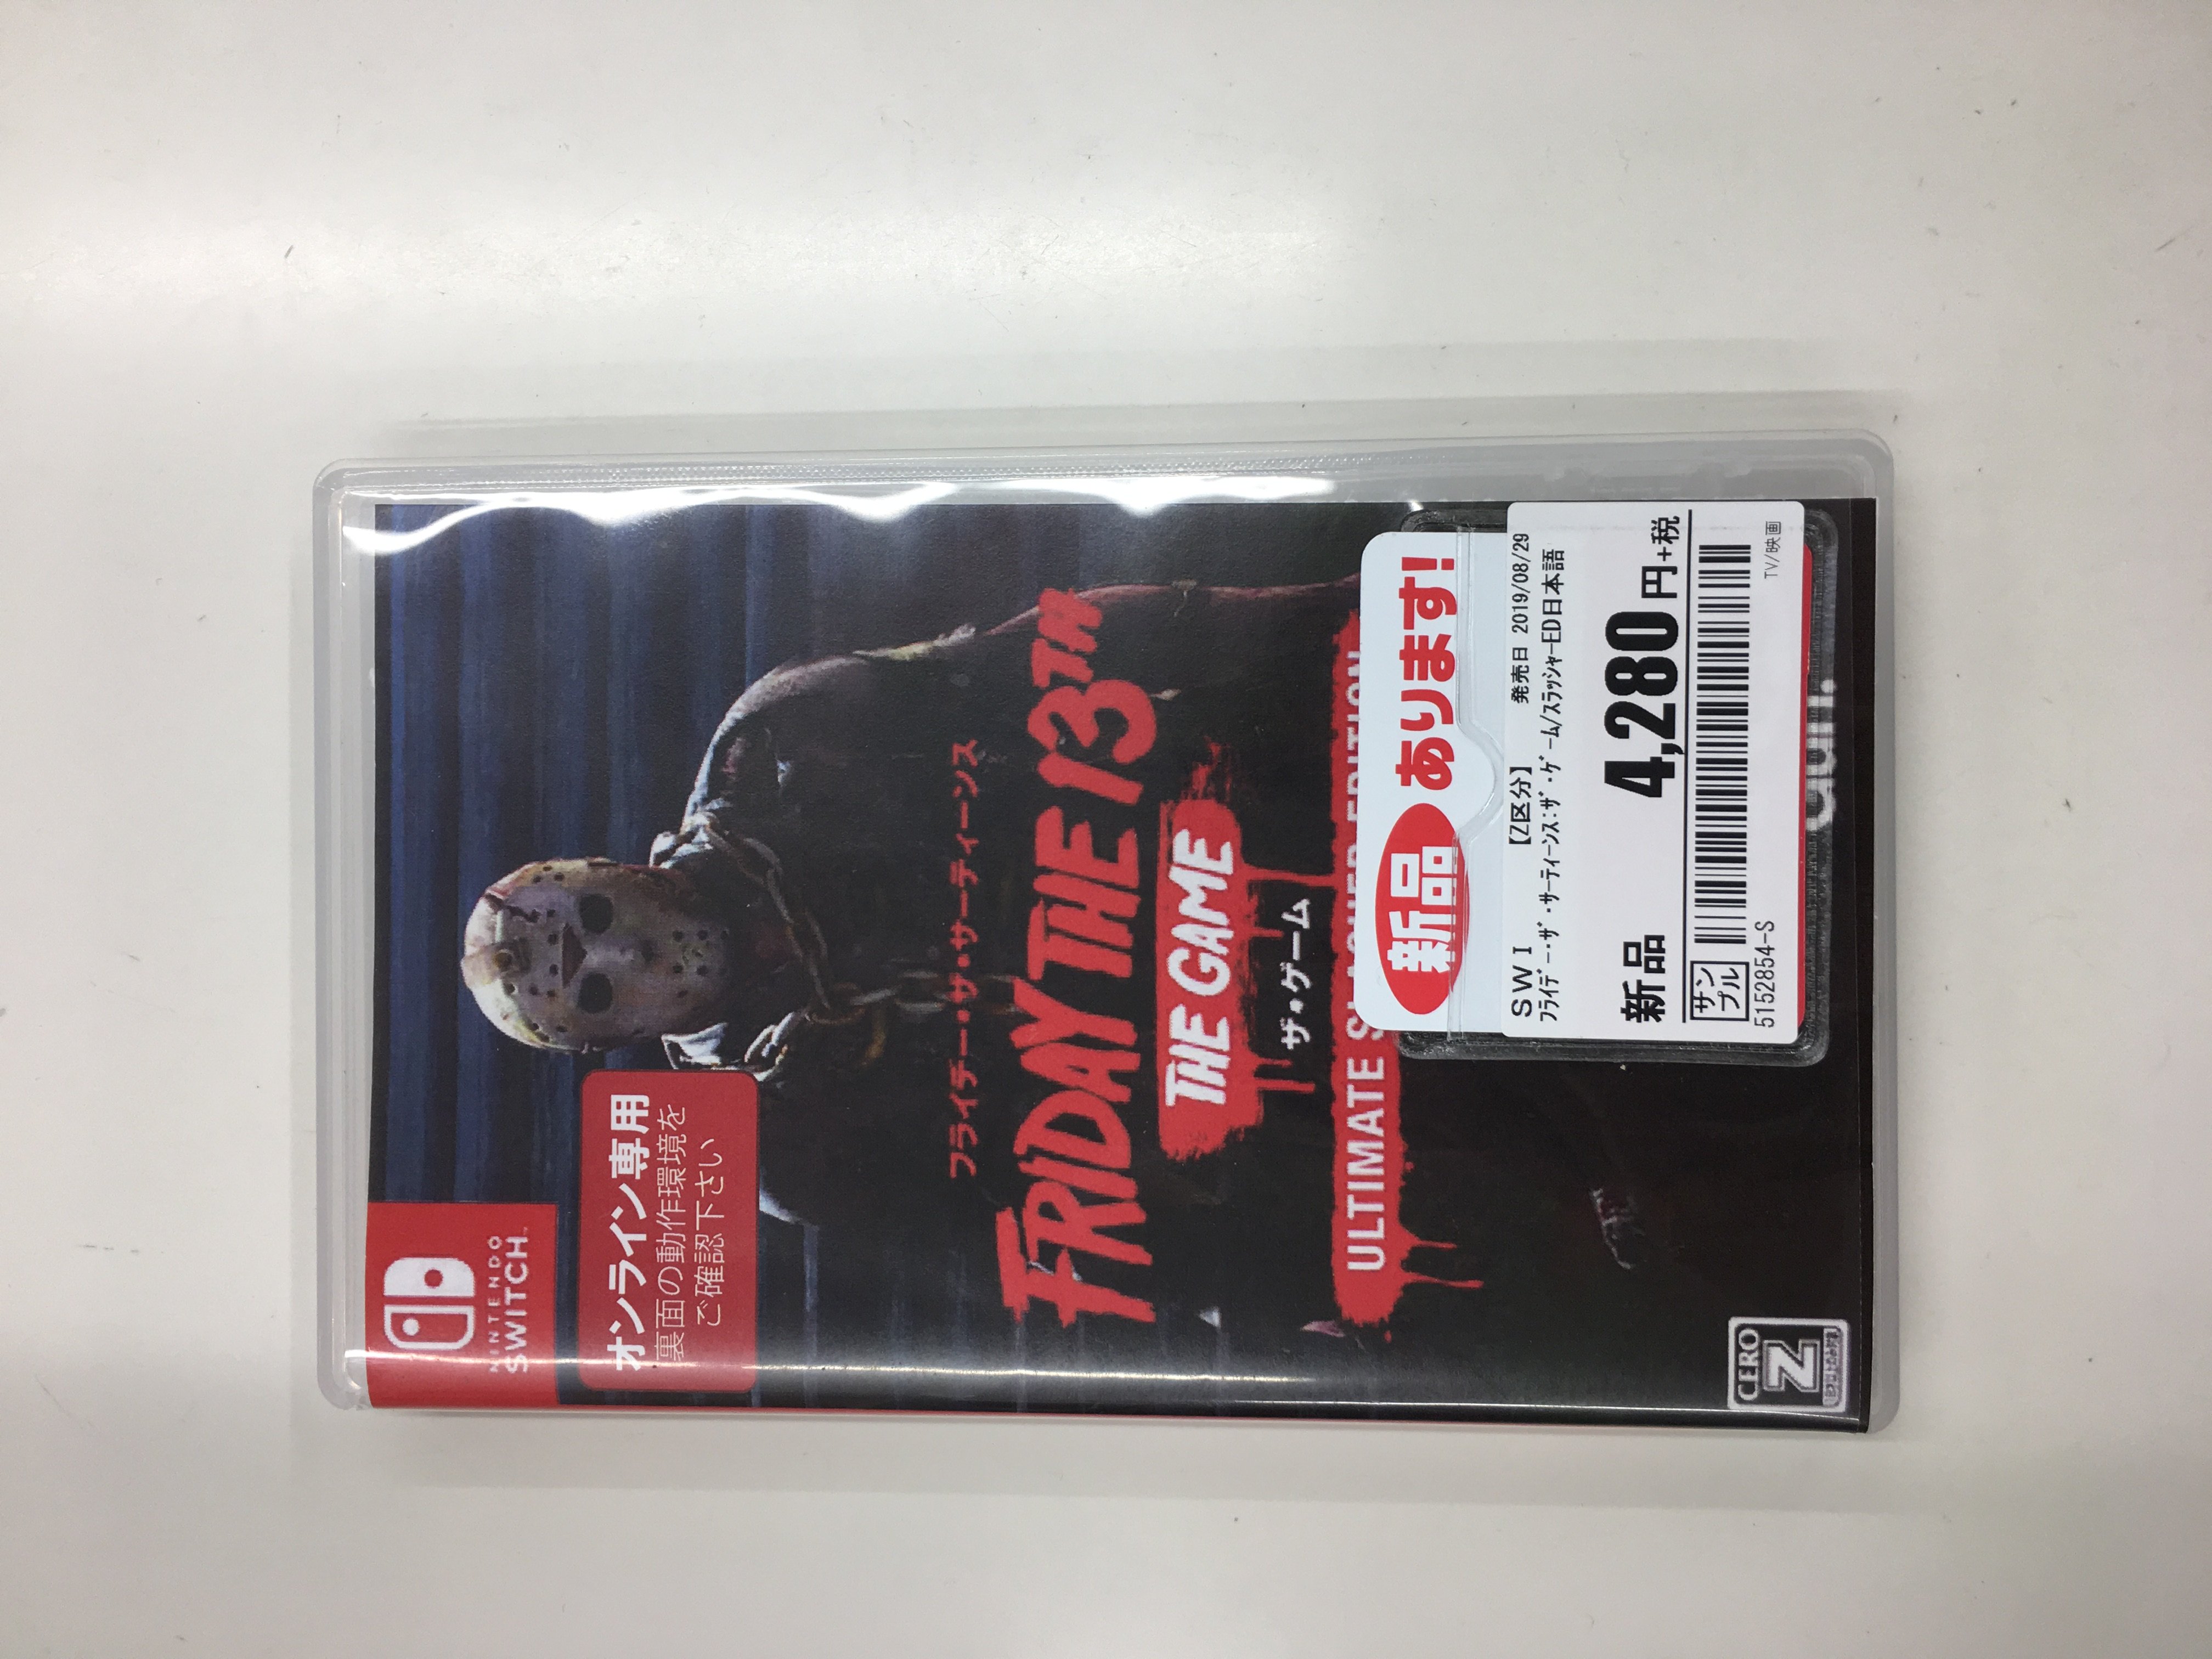 NINTENDO
SWITCH
オンライン専用
裏面の動作環境を
ご確認下さい
フライデー・ザ・サーティーンス
FRIDAY THE 13TH
THE GAME
ザ・ゲーム
ULTIMATE SLASHER EDITION
新品 あります!
SWI 【Z区分】 発売日 2019/08/29
フライデー・ザ・サーティーンス:ザ・ゲーム/スラッシャーED日本語
新品 4,280円+税
サンプル
5152854-S TV/映画
CERO
Z